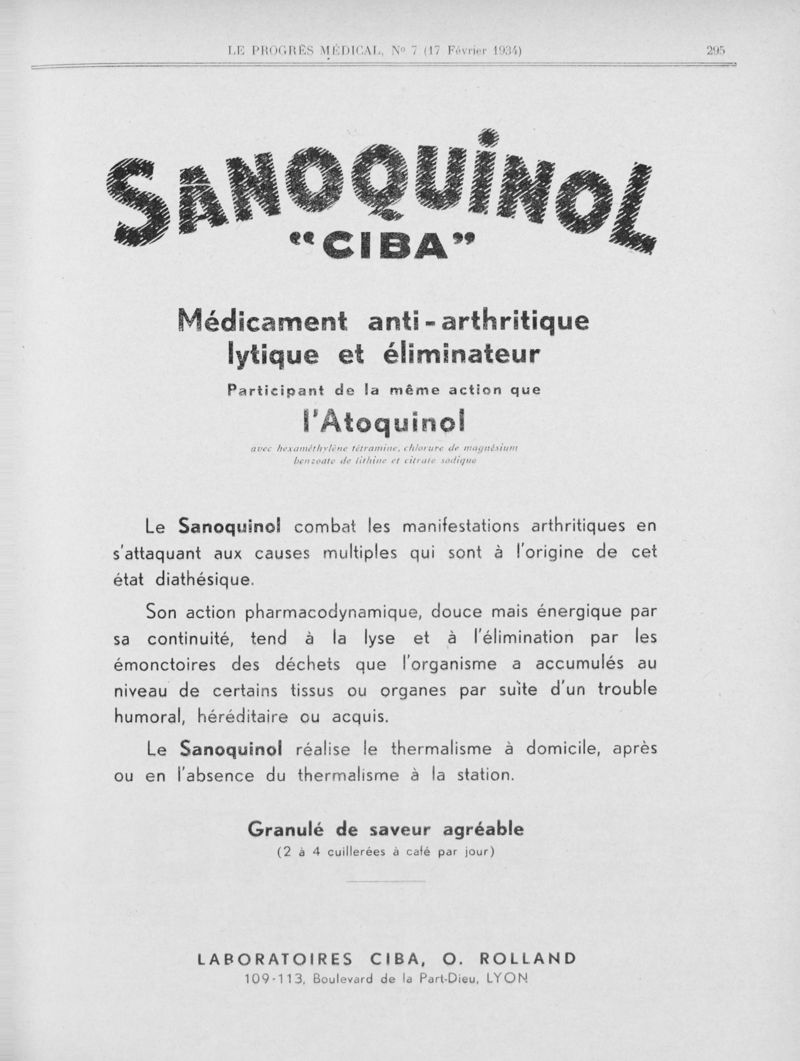 LE PROGRÈS MÉDICAL, Nº 7 (17 Février 1934)
295
SANOQUINOL
"CIBA"
Médicament anti-arthritique
lytique et éliminateur
Participant de la même action que
l'Atoquinol
avec hexaméthylène tétramine, chlorure de magnésium
benzoate de lithine et citrate sodique
Le Sanoquinol combat les manifestations arthritiques en
s'attaquant aux causes multiples qui sont à l'origine de cet
état diathésique.
Son action pharmacodynamique, douce mais énergique par
sa continuité, tend à la lyse et à l'élimination par les
émonctoires des déchets que l'organisme a accumulés au
niveau de certains tissus ou organes par suite d'un trouble
humoral, héréditaire ou acquis.
Le Sanoquinol réalise le thermalisme à domicile, après
ou en l'absence du thermalisme à la station.
Granulé de saveur agréable
(2 à 4 cuillerées à café par jour)
LABORATOIRES CIBA, O. ROLLAND
109-113, Boulevard de la Part-Dieu, LYON